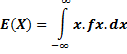 E(X) = ∫_{-∞}^{∞} x.fx.dx